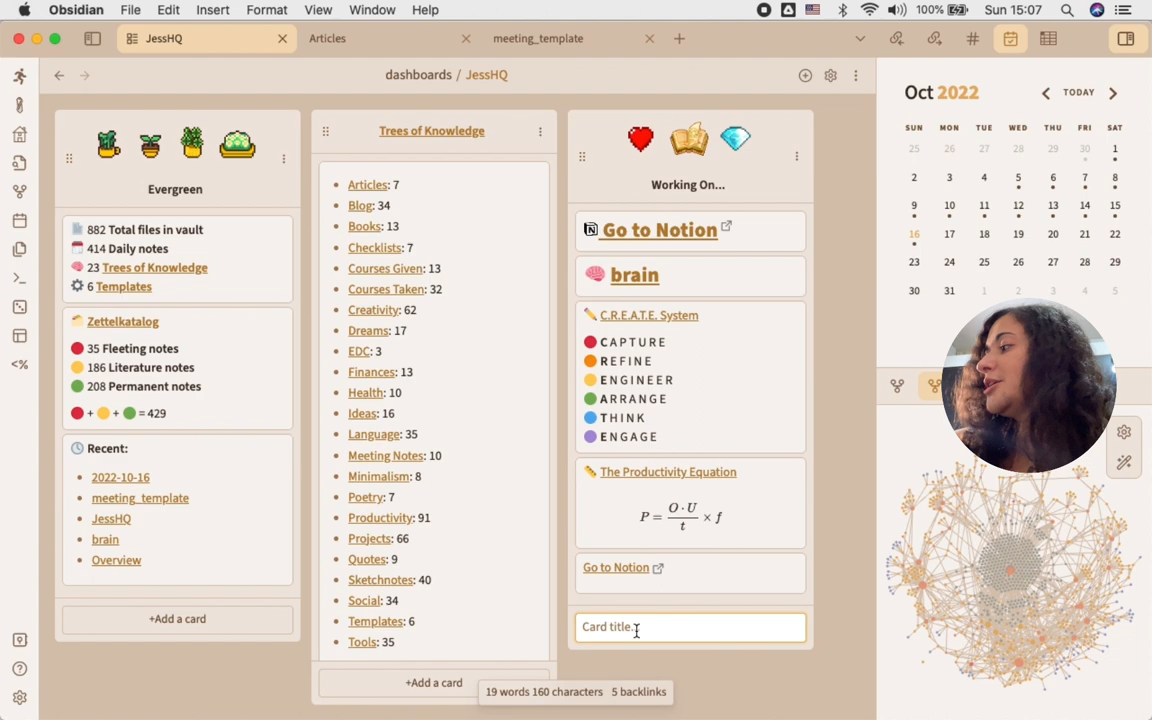 Obsidian File Edit Insert Format View Window Help 100% Sun 15:07
JessHQ Articles meeting_template
dashboards / JessHQ
Evergreen
882 Total files in vault
414 Daily notes
23 Trees of Knowledge
6 Templates
Zettelkatalog
35 Fleeting notes
186 Literature notes
208 Permanent notes
+ + = 429
Recent:
2022-10-16
meeting_template
JessHQ
brain
Overview
+Add a card
Trees of Knowledge
Articles: 7
Blog: 34
Books: 13
Checklists: 7
Courses Given: 13
Courses Taken: 32
Creativity: 62
Dreams: 17
EDC: 3
Finances: 13
Health: 10
Ideas: 16
Language: 35
Meeting Notes: 10
Minimalism: 8
Poetry: 7
Productivity: 91
Projects: 66
Quotes: 9
Sketchnotes: 40
Social: 34
Templates: 6
Tools: 35
+Add a card
Working On...
Go to Notion
brain
C.R.E.A.T.E. System
CAPTURE
REFINE
ENGINEER
ARRANGE
THINK
ENGAGE
The Productivity Equation
P = O · U / t × f
Go to Notion
Card title...
19 words 160 characters 5 backlinks
Oct 2022 TODAY
SUN MON TUE WED THU FRI SAT
25 26 27 28 29 30 1
2 3 4 5 6 7 8
9 10 11 12 13 14 15
16 17 18 19 20 21 22
23 24 25 26 27 28 29
30 31 1 2 3 4 5